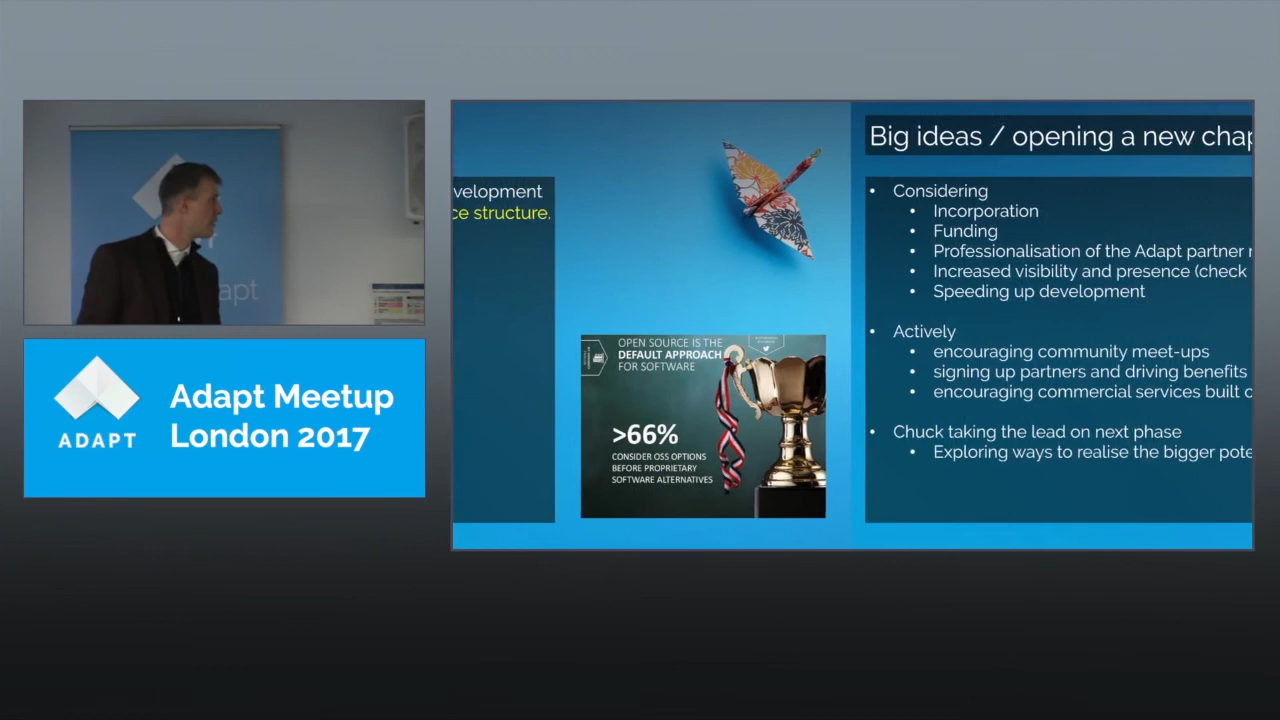 apt
ADAPT
Adapt Meetup
London 2017
velopment
ce structure.
OPEN SOURCE IS THE
DEFAULT APPROACH
FOR SOFTWARE
>66%
CONSIDER OSS OPTIONS
BEFORE PROPRIETARY
SOFTWARE ALTERNATIVES
Big ideas / opening a new chap
• Considering
• Incorporation
• Funding
• Professionalisation of the Adapt partner
• Increased visibility and presence (check
• Speeding up development
• Actively
• encouraging community meet-ups
• signing up partners and driving benefits
• encouraging commercial services built
• Chuck taking the lead on next phase
• Exploring ways to realise the bigger pote